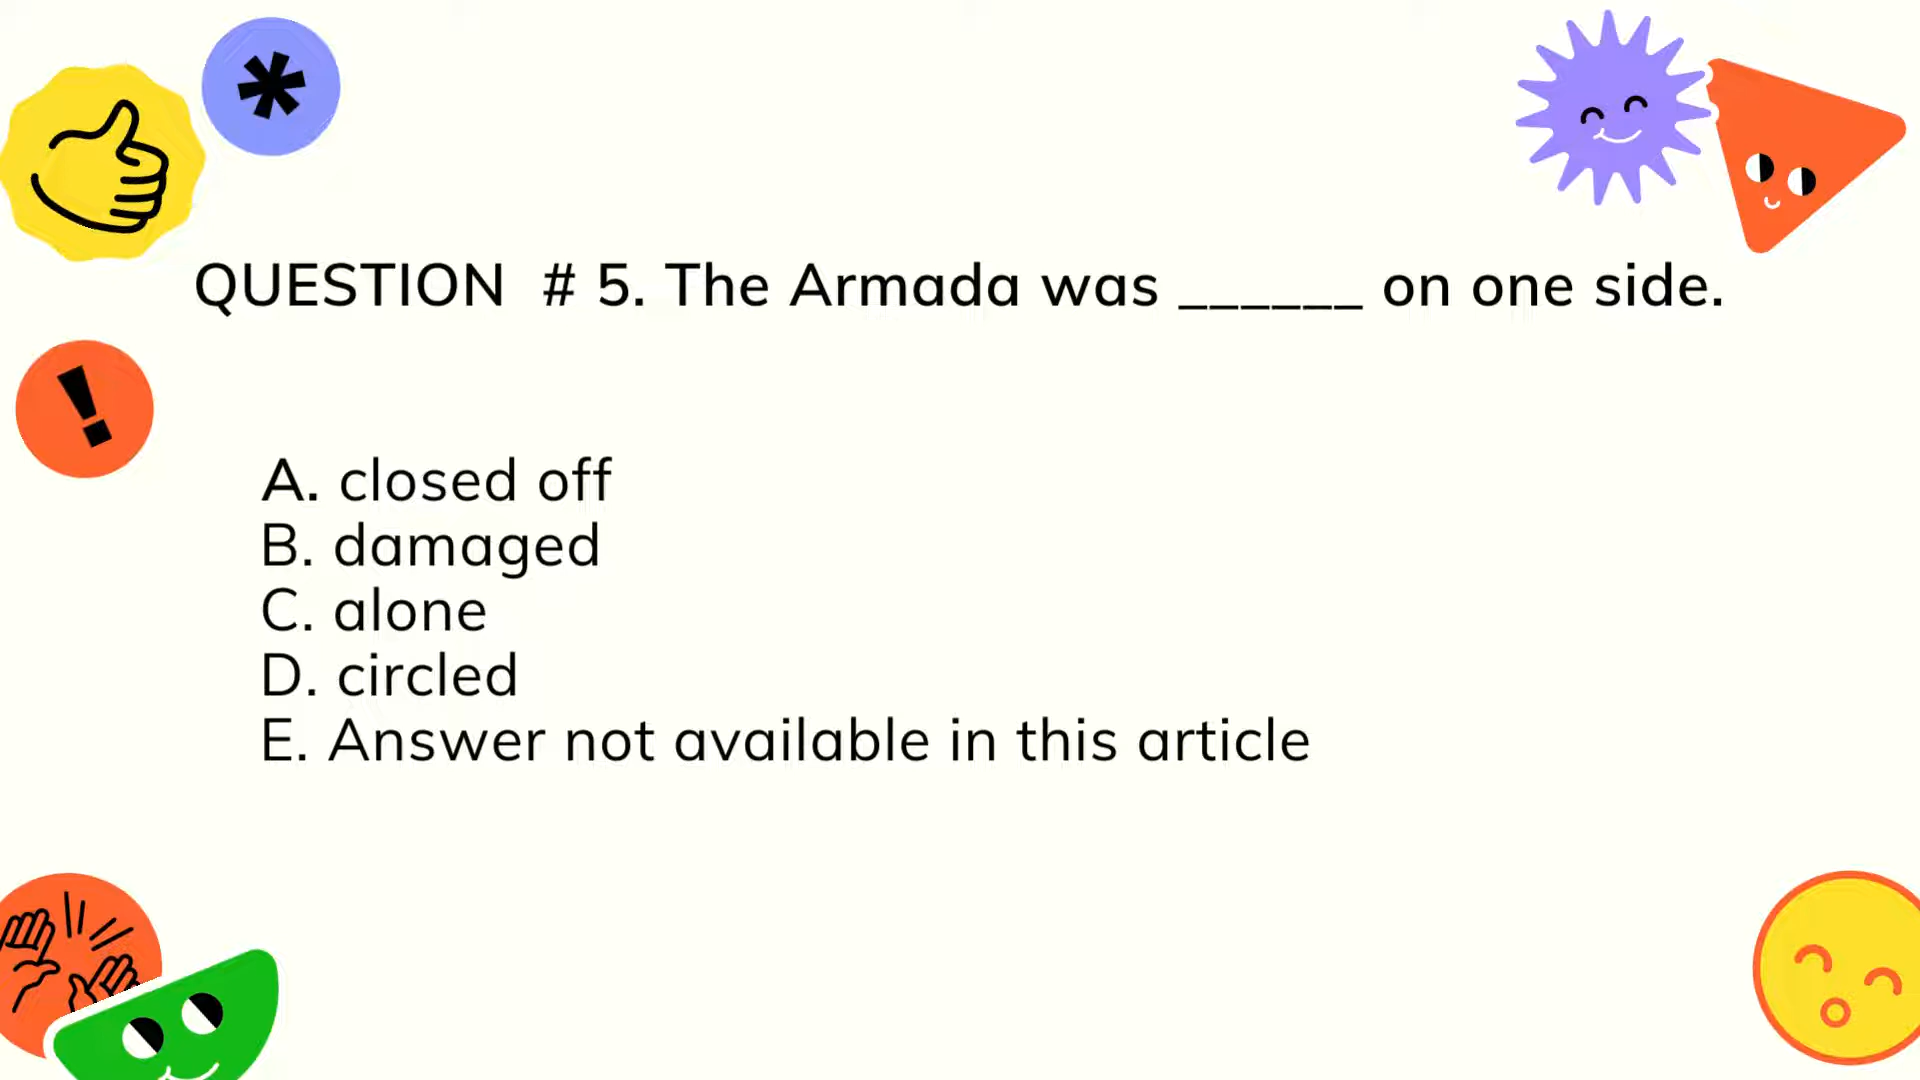 QUESTION # 5. The Armada was ______ on one side.
A. closed off
B. damaged
C. alone
D. circled
E. Answer not available in this article